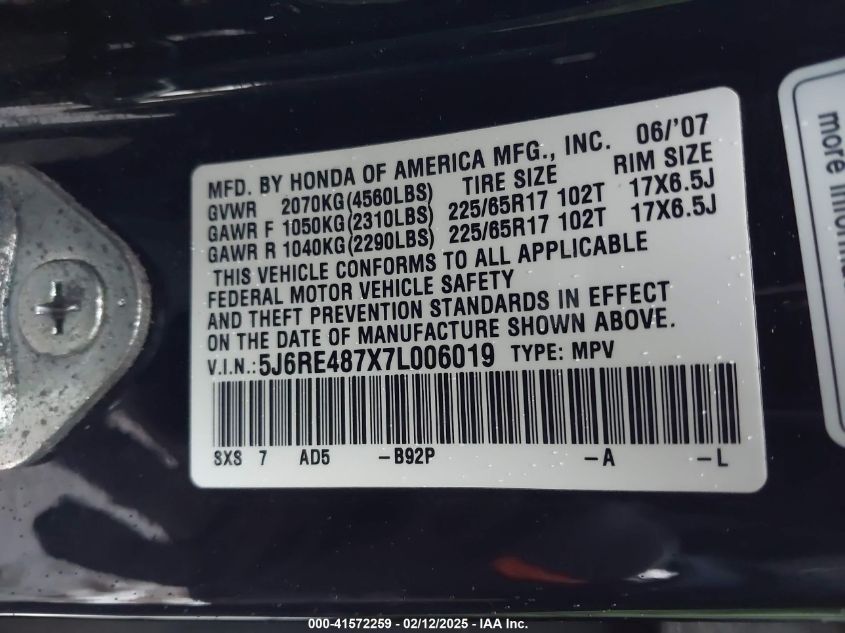 MFD. BY HONDA OF AMERICA MFG., INC. 06/'07
GVWR 2070KG(4560LBS) TIRE SIZE RIM SIZE
GAWR F 1050KG(2310LBS) 225/65R17 102T 17X6.5J
GAWR R 1040KG(2290LBS) 225/65R17 102T 17X6.5J
THIS VEHICLE CONFORMS TO ALL APPLICABLE
FEDERAL MOTOR VEHICLE SAFETY
AND THEFT PREVENTION STANDARDS IN EFFECT
ON THE DATE OF MANUFACTURE SHOWN ABOVE.
V.I.N.:5J6RE487X7L006019 TYPE: MPV
SXS 7 AD5 -B92P -A -L
more
000-41572259 - 02/12/2025 - IAA Inc.